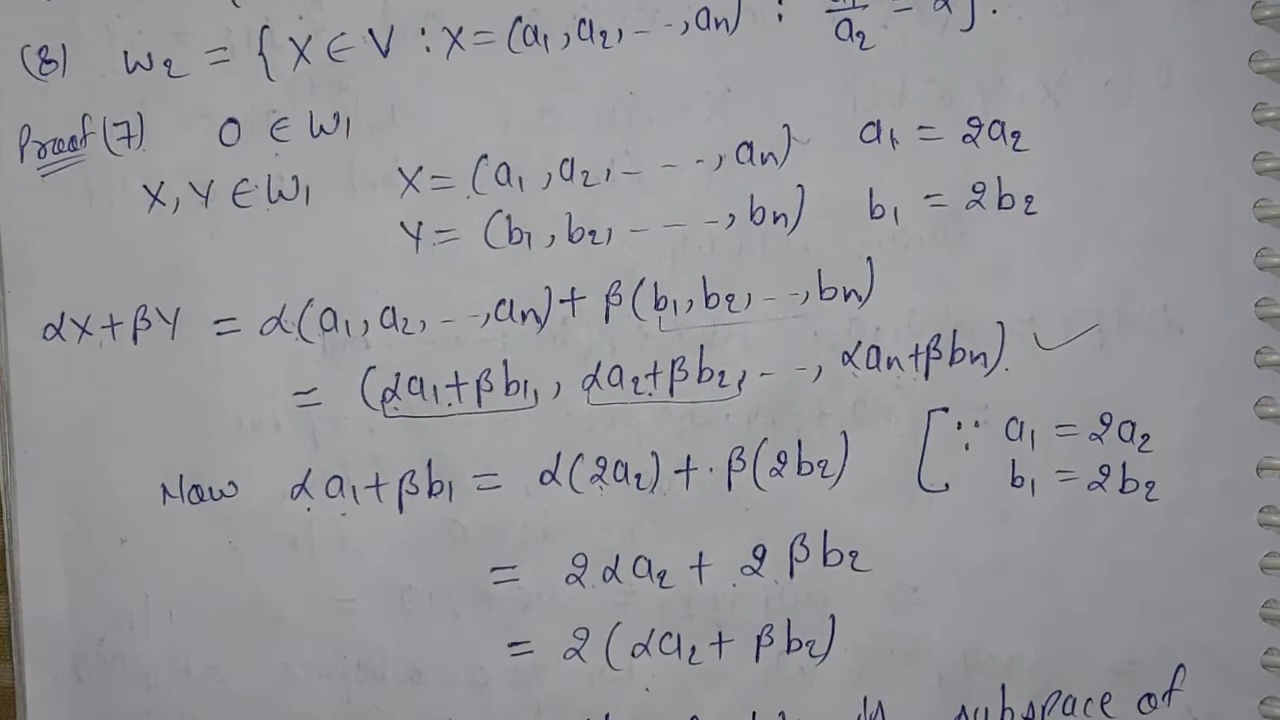 (8) W₂ = { X ∈ V : X = (a₁, a₂, - -, an) : a₁/a₂ = 2 }.
Proof (7) 0 ∈ W₁
X, Y ∈ W₁ X = (a₁, a₂, - - - -, an) a₁ = 2a₂
Y = (b₁, b₂, - - - -, bn) b₁ = 2b₂
αX + βY = α(a₁, a₂, - -, an) + β(b₁, b₂, - -, bn)
= (αa₁ + βb₁, αa₂ + βb₂, - - -, αan + βbn) ✓
Now αa₁ + βb₁ = α(2a₂) + β(2b₂) [ ∵ a₁ = 2a₂
b₁ = 2b₂
= 2αa₂ + 2βb₂
= 2(αa₂ + βb₂)
subspace of